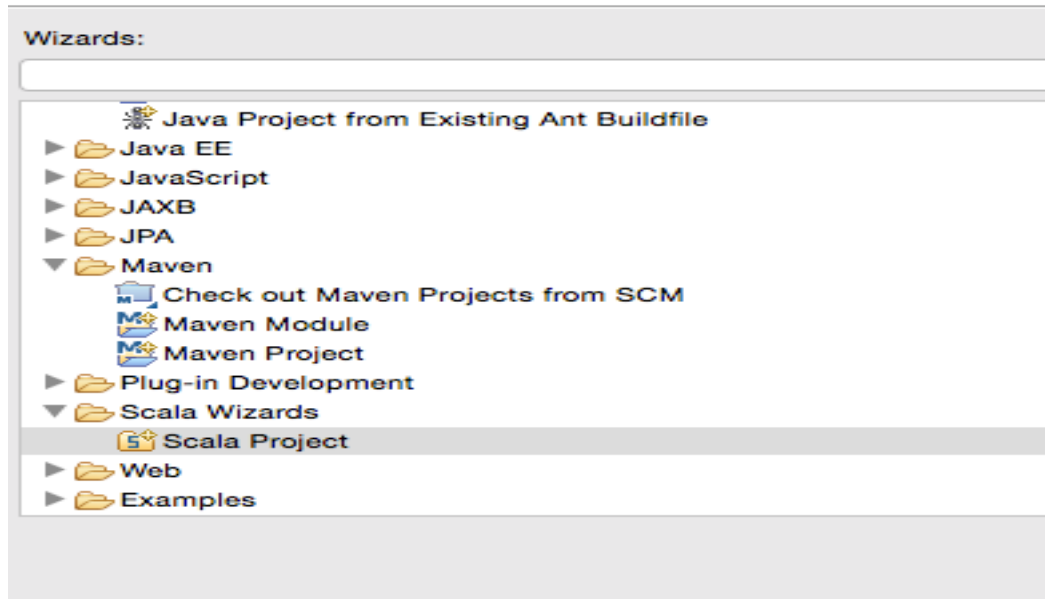 Wizards:
Java Project from Existing Ant Buildfile
Java EE
JavaScript
JAXB
JPA
Maven
Check out Maven Projects from SCM
Maven Module
Maven Project
Plug-in Development
Scala Wizards
Scala Project
Web
Examples